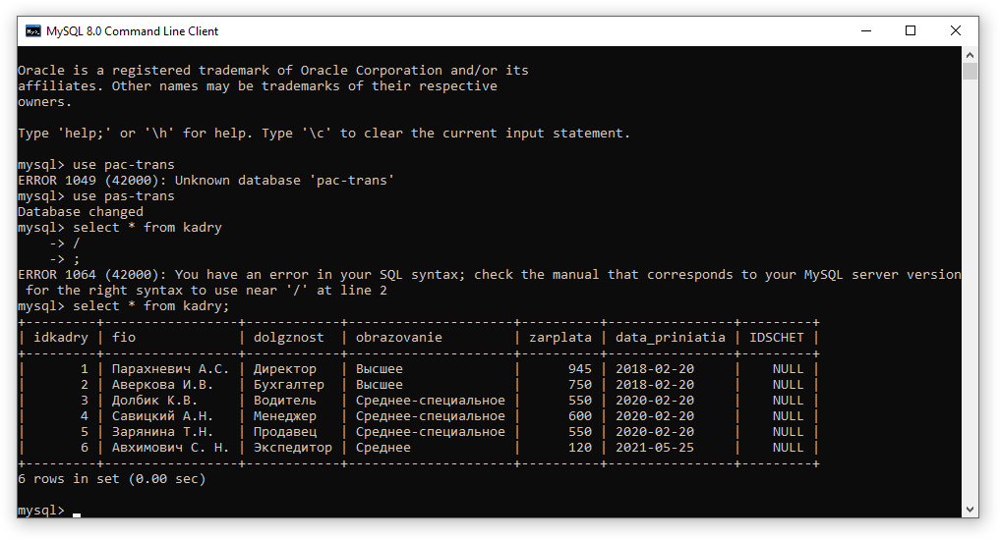 MySQL 8.0 Command Line Client
Oracle is a registered trademark of Oracle Corporation and/or its
affiliates. Other names may be trademarks of their respective
owners.
Type 'help;' or '\h' for help. Type '\c' to clear the current input statement.
mysql> use pac-trans
ERROR 1049 (42000): Unknown database 'pac-trans'
mysql> use pas-trans
Database changed
mysql> select * from kadry
    -> /
    -> ;
ERROR 1064 (42000): You have an error in your SQL syntax; check the manual that corresponds to your MySQL server version
 for the right syntax to use near '/' at line 2
mysql> select * from kadry;
+---------+-----------------+------------+---------------------+----------+----------------+---------+
| idkadry | fio             | dolgznost  | obrazovanie         | zarplata | data_priniatia | IDSCHET |
+---------+-----------------+------------+---------------------+----------+----------------+---------+
|       1 | Парахневич А.С. | Директор   | Высшее              |      945 | 2018-02-20     |    NULL |
|       2 | Аверкова И.В.   | Бухгалтер  | Высшее              |      750 | 2018-02-20     |    NULL |
|       3 | Долбик К.В.     | Водитель   | Среднее-специальное |      550 | 2020-02-20     |    NULL |
|       4 | Савицкий А.Н.   | Менеджер   | Среднее-специальное |      600 | 2020-02-20     |    NULL |
|       5 | Зарянина Т.Н.   | Продавец   | Среднее-специальное |      550 | 2020-02-20     |    NULL |
|       6 | Авхимович С. Н. | Экспедитор | Среднее             |      120 | 2021-05-25     |    NULL |
+---------+-----------------+------------+---------------------+----------+----------------+---------+
6 rows in set (0.00 sec)
mysql>